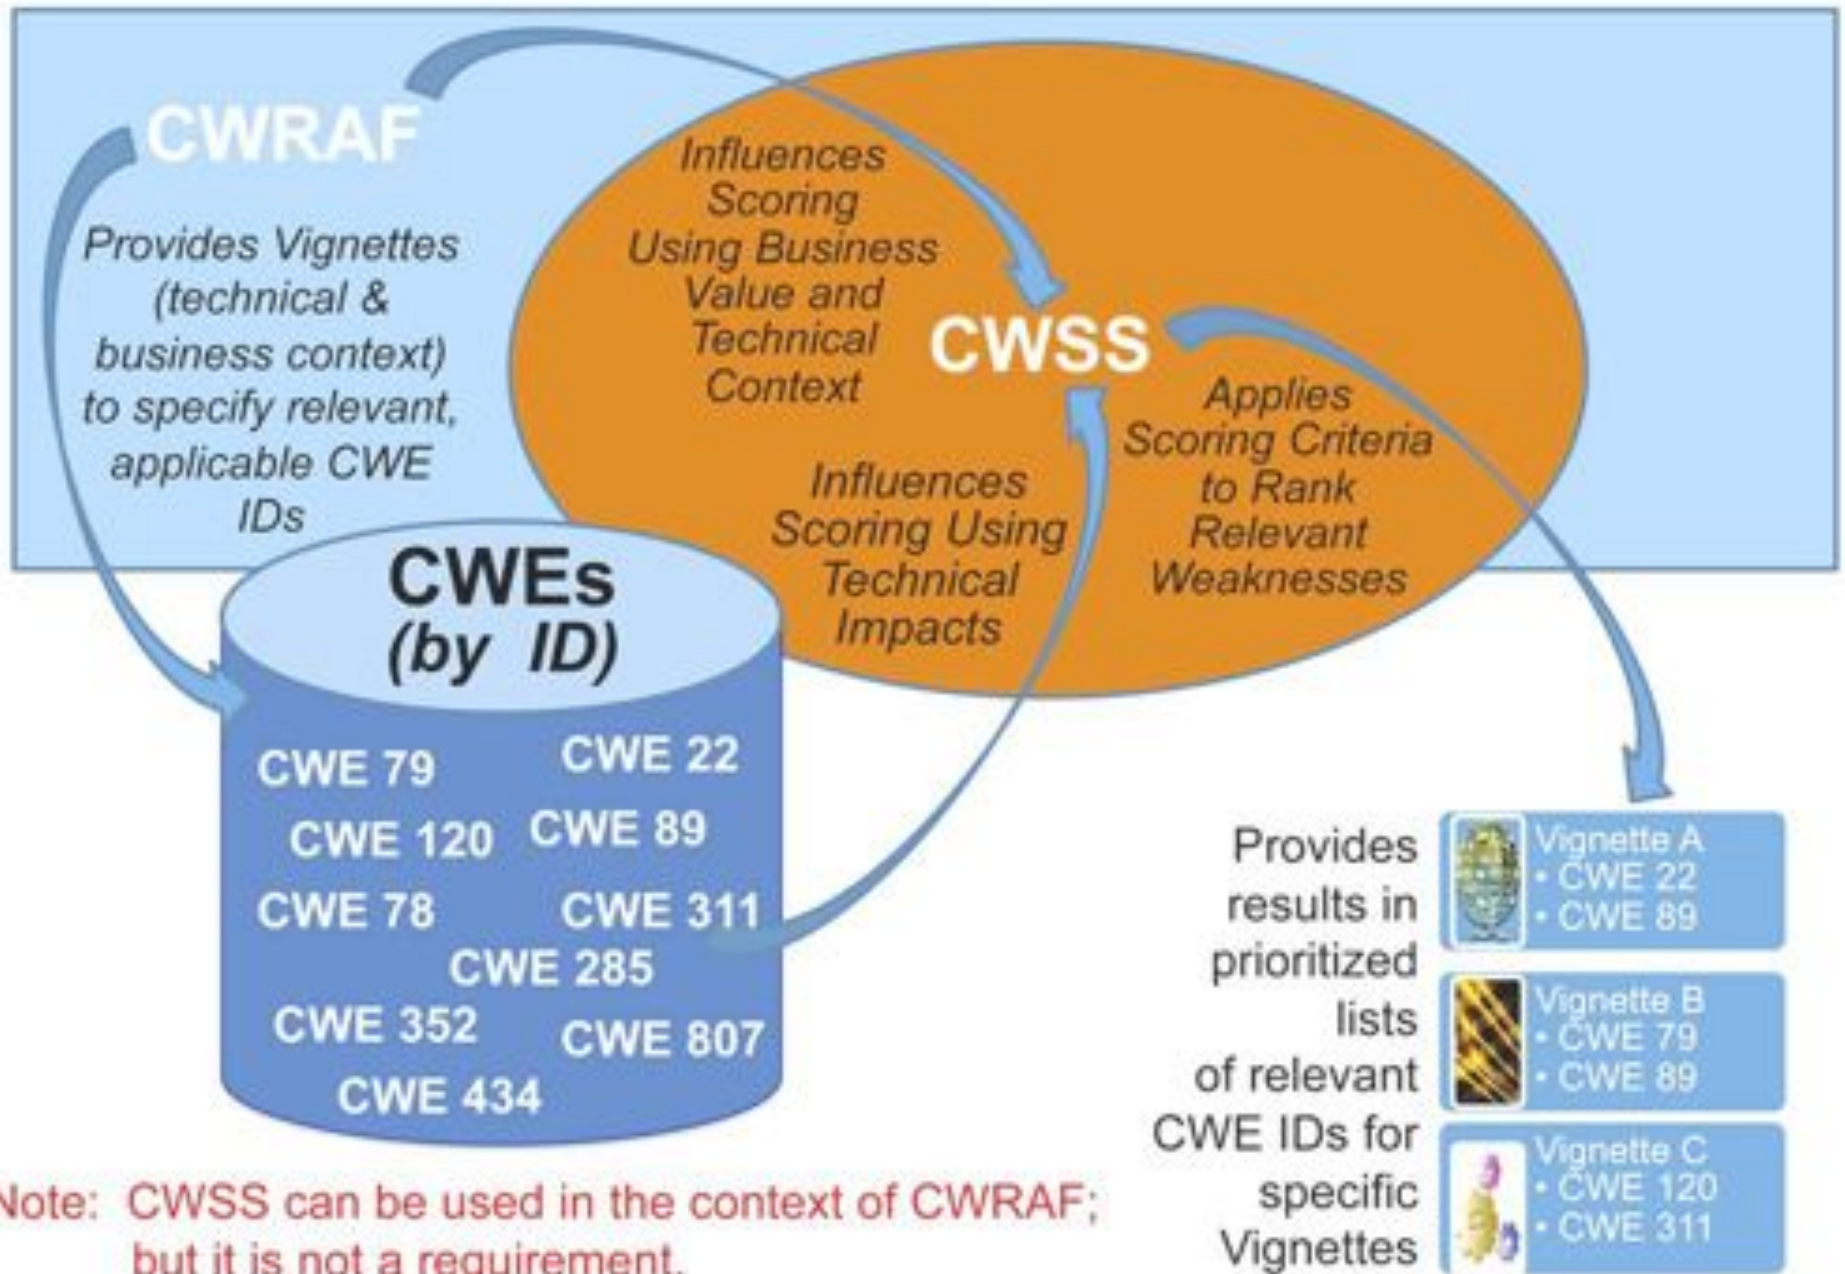 CWRAF
Provides Vignettes
(technical &
business context)
to specify relevant,
applicable CWE
IDs
Influences
Scoring
Using Business
Value and
Technical
Context
CWSS
Influences
Scoring Using
Technical
Impacts
Applies
Scoring Criteria
to Rank
Relevant
Weaknesses
CWEs
(by ID)
CWE 79
CWE 22
CWE 120
CWE 89
CWE 78
CWE 311
CWE 285
CWE 352
CWE 807
CWE 434
Provides
results in
prioritized
lists
of relevant
CWE IDs for
specific
Vignettes
Vignette A
• CWE 22
• CWE 89
Vignette B
• CWE 79
• CWE 89
Vignette C
• CWE 120
• CWE 311
Note: CWSS can be used in the context of CWRAF;
but it is not a requirement.